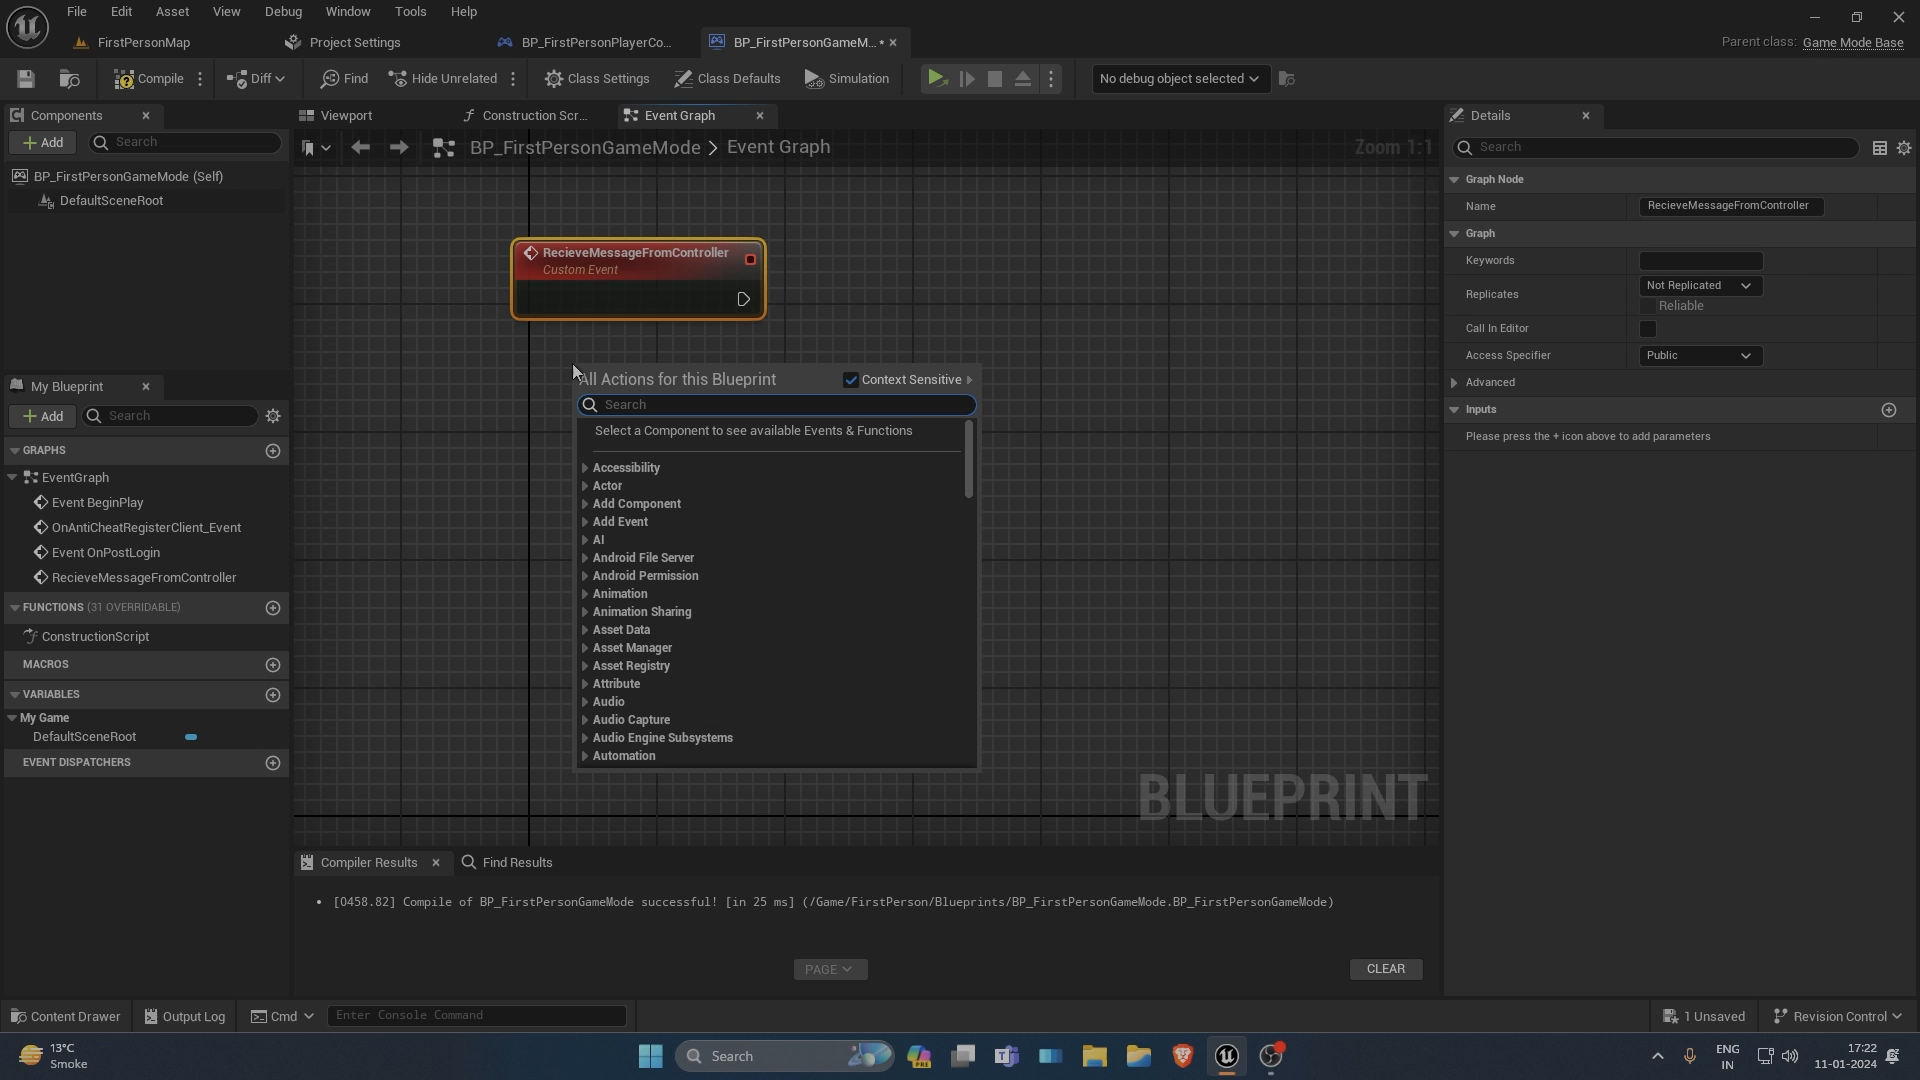 File Edit Asset View Debug Window Tools Help
FirstPersonMap Project Settings BP_FirstPersonPlayerCo... BP_FirstPersonGameM... *
Parent class: Game Mode Base
Compile Diff Find Hide Unrelated Class Settings Class Defaults Simulation No debug object selected
Components
Add Search
BP_FirstPersonGameMode (Self)
DefaultSceneRoot
My Blueprint
Add Search
GRAPHS
EventGraph
Event BeginPlay
OnAntiCheatRegisterClient_Event
Event OnPostLogin
RecieveMessageFromController
FUNCTIONS (31 OVERRIDABLE)
ConstructionScript
MACROS
VARIABLES
My Game
DefaultSceneRoot
EVENT DISPATCHERS
Viewport Construction Scr... Event Graph
BP_FirstPersonGameMode > Event Graph
Zoom 1:1
RecieveMessageFromController
Custom Event
All Actions for this Blueprint Context Sensitive
Search
Select a Component to see available Events & Functions
Accessibility
Actor
Add Component
Add Event
AI
Android File Server
Android Permission
Animation
Animation Sharing
Asset Data
Asset Manager
Asset Registry
Attribute
Audio
Audio Capture
Audio Engine Subsystems
Automation
BLUEPRINT
Compiler Results Find Results
• [0458.82] Compile of BP_FirstPersonGameMode successful! [in 25 ms] (/Game/FirstPerson/Blueprints/BP_FirstPersonGameMode.BP_FirstPersonGameMode)
PAGE CLEAR
Details
Search
Graph Node
Name RecieveMessageFromController
Graph
Keywords
Replicates Not Replicated
Reliable
Call In Editor
Access Specifier Public
Advanced
Inputs
Please press the + icon above to add parameters
Content Drawer Output Log Cmd Enter Console Command 1 Unsaved Revision Control
13°C
Smoke
Search
PRE
ENG
IN
17:22
11-01-2024